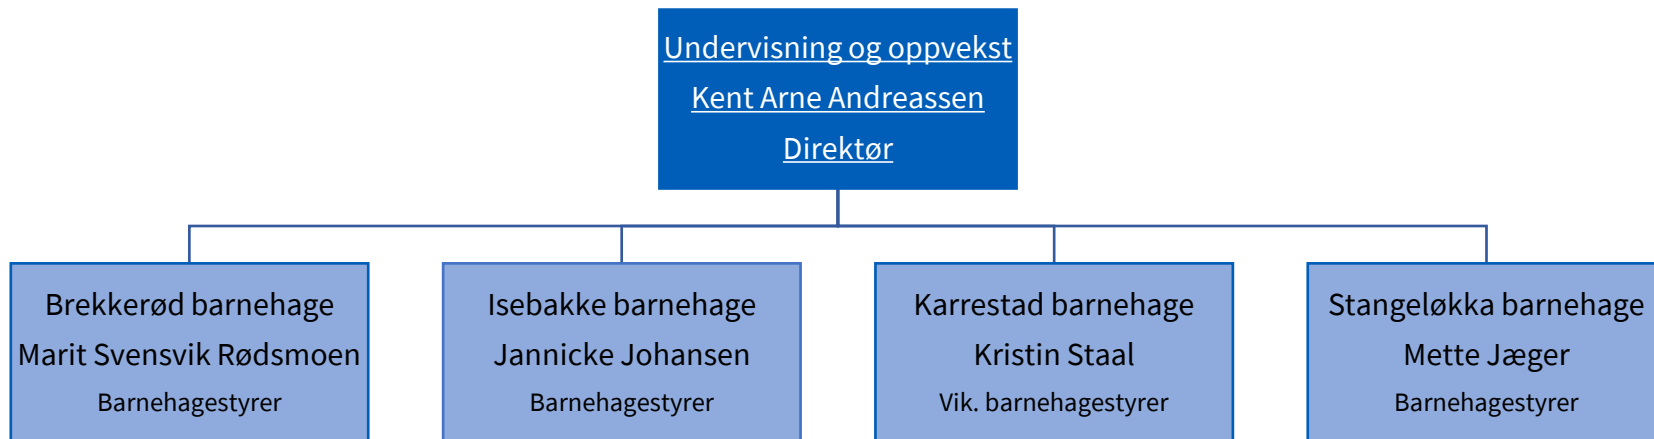 Undervisning og oppvekst
Kent Arne Andreassen
Direktør
Brekkerød barnehage
Marit Svensvik Rødsmoen
Barnehagestyrer
Isebakke barnehage
Jannicke Johansen
Barnehagestyrer
Karrestad barnehage
Kristin Staal
Vik. barnehagestyrer
Stangeløkka barnehage
Mette Jæger
Barnehagestyrer